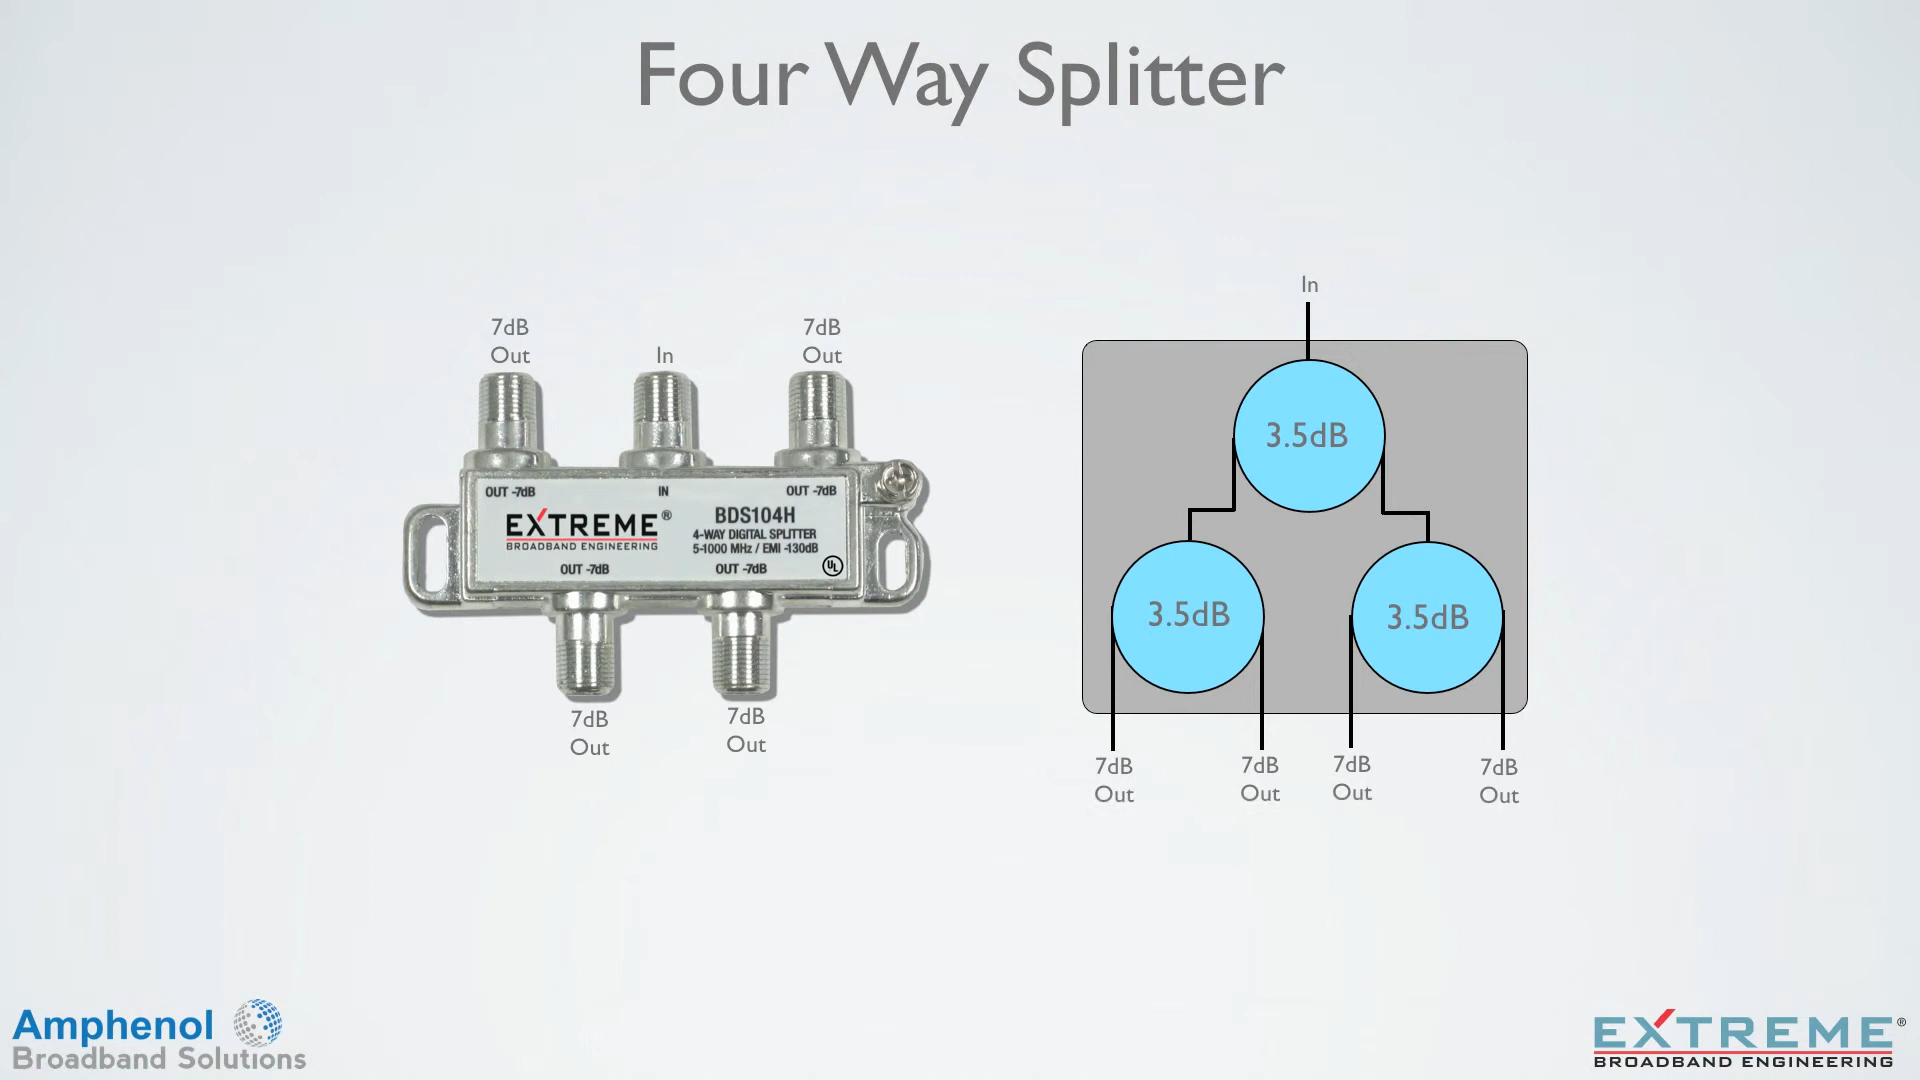 Four Way Splitter
7dB
Out
In
7dB
Out
OUT -7dB
IN
OUT -7dB
EXTREME®
BROADBAND ENGINEERING
BDS104H
4-WAY DIGITAL SPLITTER
5-1000 MHz / EMI -130dB
OUT -7dB
OUT -7dB
UL
7dB
Out
7dB
Out
In
3.5dB
3.5dB
3.5dB
7dB
Out
7dB
Out
7dB
Out
7dB
Out
Amphenol
Broadband Solutions
EXTREME®
BROADBAND ENGINEERING